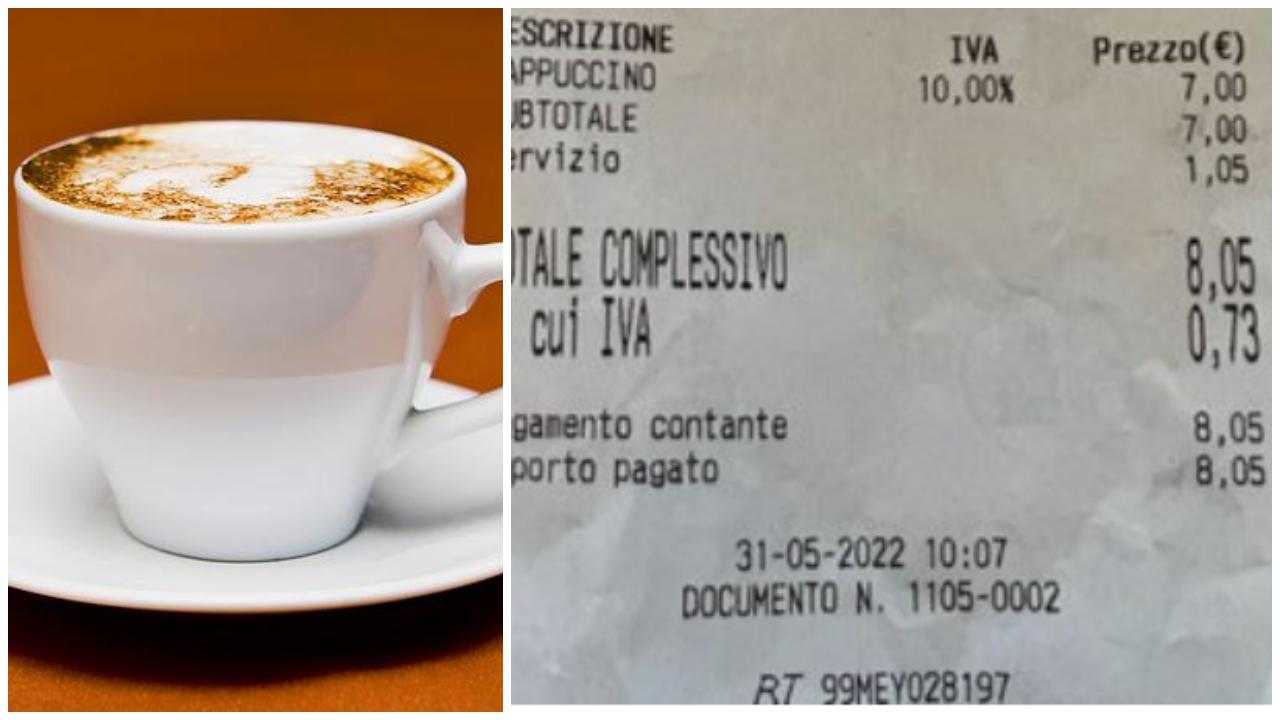 ESCRIZIONE IVA Prezzo(€)
APPUCCINO 10,00% 7,00
UBTOTALE 7,00
ervizio 1,05
OTALE COMPLESSIVO 8,05
cui IVA 0,73
gamento contante 8,05
porto pagato 8,05
31-05-2022 10:07
DOCUMENTO N. 1105-0002
RT 99MEY028197